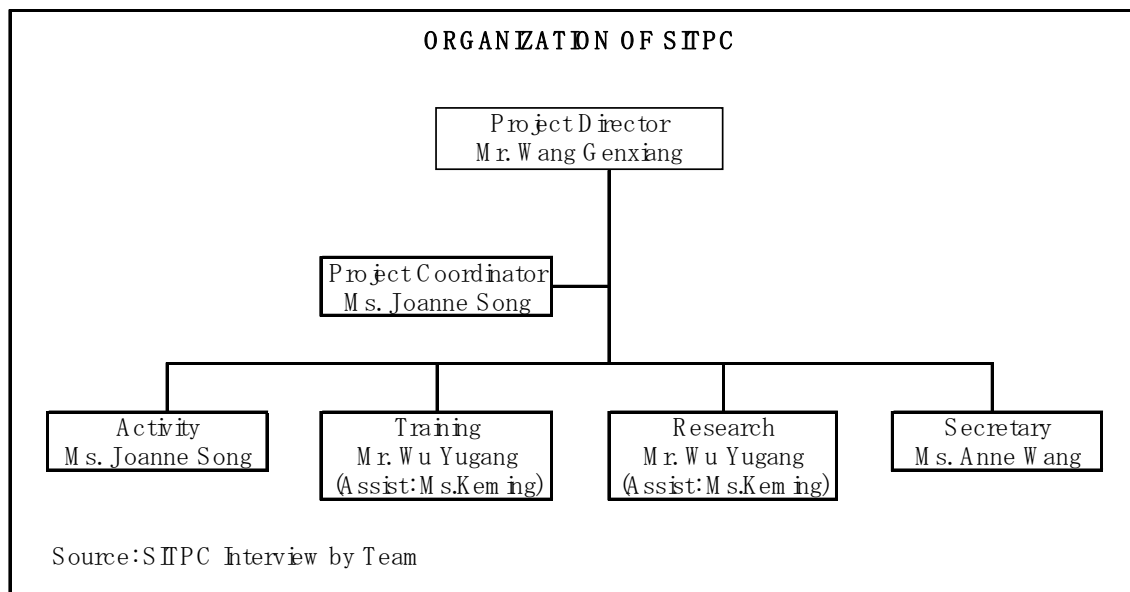 ORGANIZATION OF SITPC
Project Director
Mr. Wang Genxiang
Project Coordinator
Ms. Joanne Song
Activity
Ms. Joanne Song
Training
Mr. Wu Yugang
(Assist:Ms.Keming)
Research
Mr. Wu Yugang
(Assist:Ms.Keming)
Secretary
Ms. Anne Wang
Source:SITPC Interview by Team